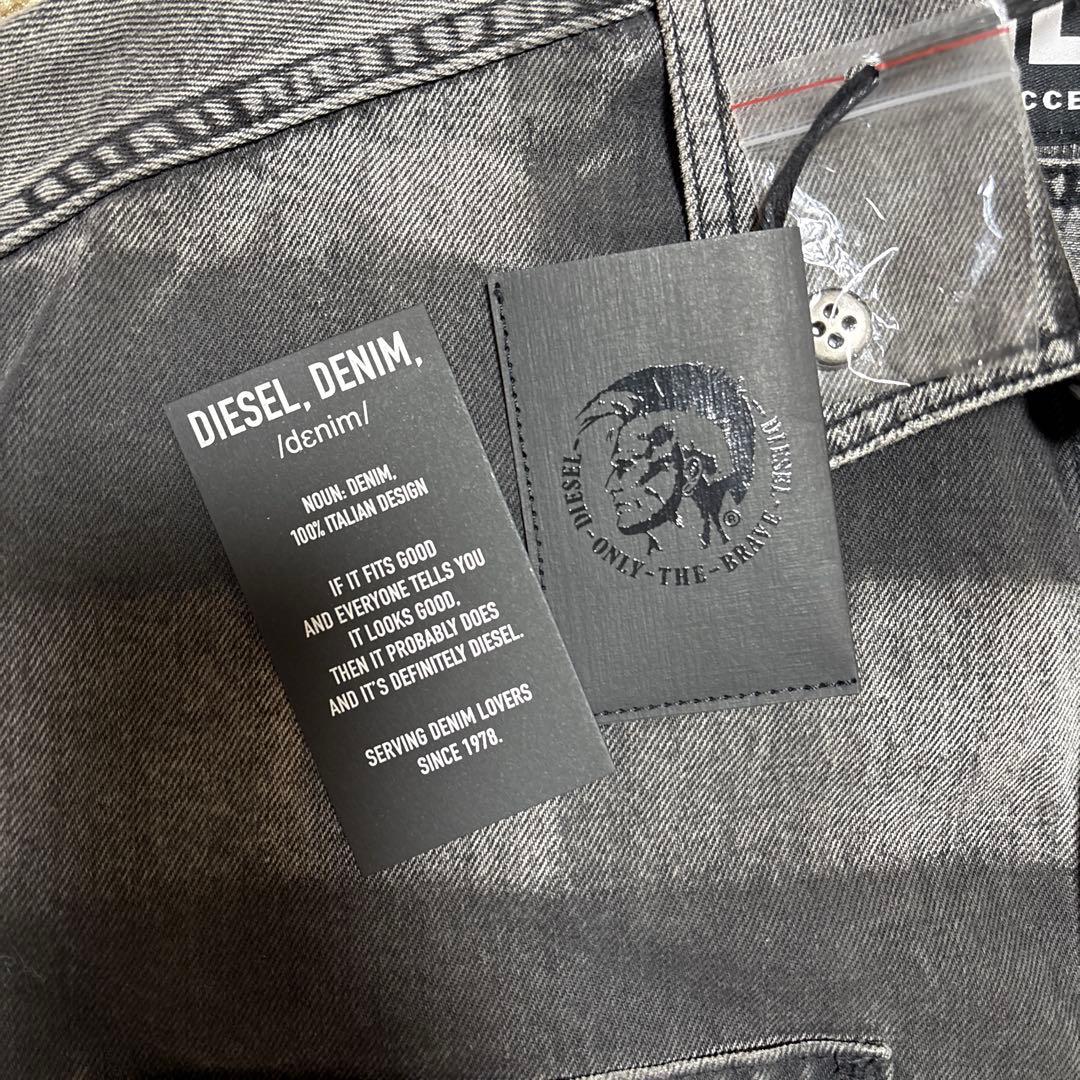 DIESEL, DENIM,
/dɛnim/
NOUN: DENIM,
100% ITALIAN DESIGN
IF IT FITS GOOD
AND EVERYONE TELLS YOU
IT LOOKS GOOD,
THEN IT PROBABLY DOES
AND IT'S DEFINITELY DIESEL.
SERVING DENIM LOVERS
SINCE 1978.
DIESEL-ONLY-THE-BRAVE·DIESEL-
®